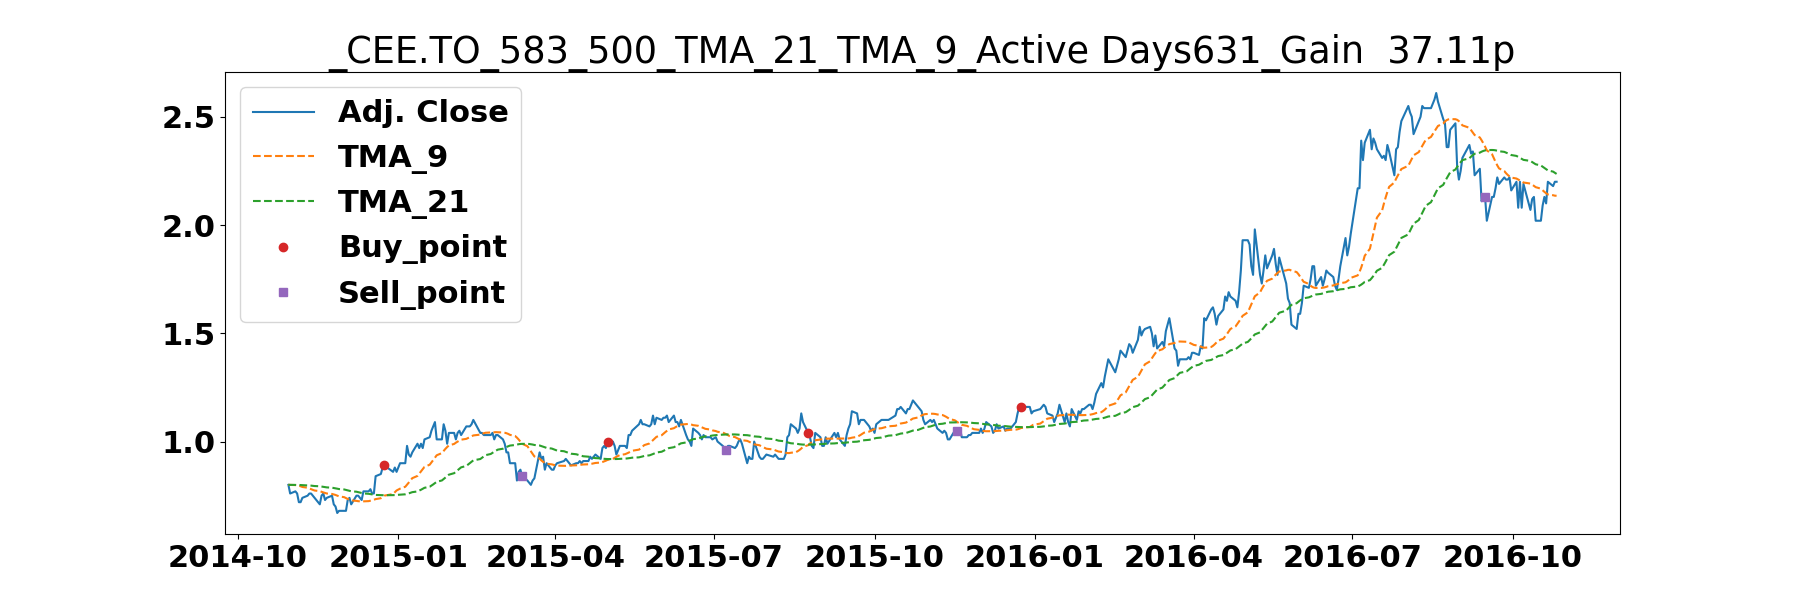 _CEE.TO_583_500_TMA_21_TMA_9_Active Days631_Gain  37.11p
Adj. Close
TMA_9
TMA_21
Buy_point
Sell_point
2.5
2.0
1.5
1.0
2014-10 2015-01 2015-04 2015-07 2015-10 2016-01 2016-04 2016-07 2016-10